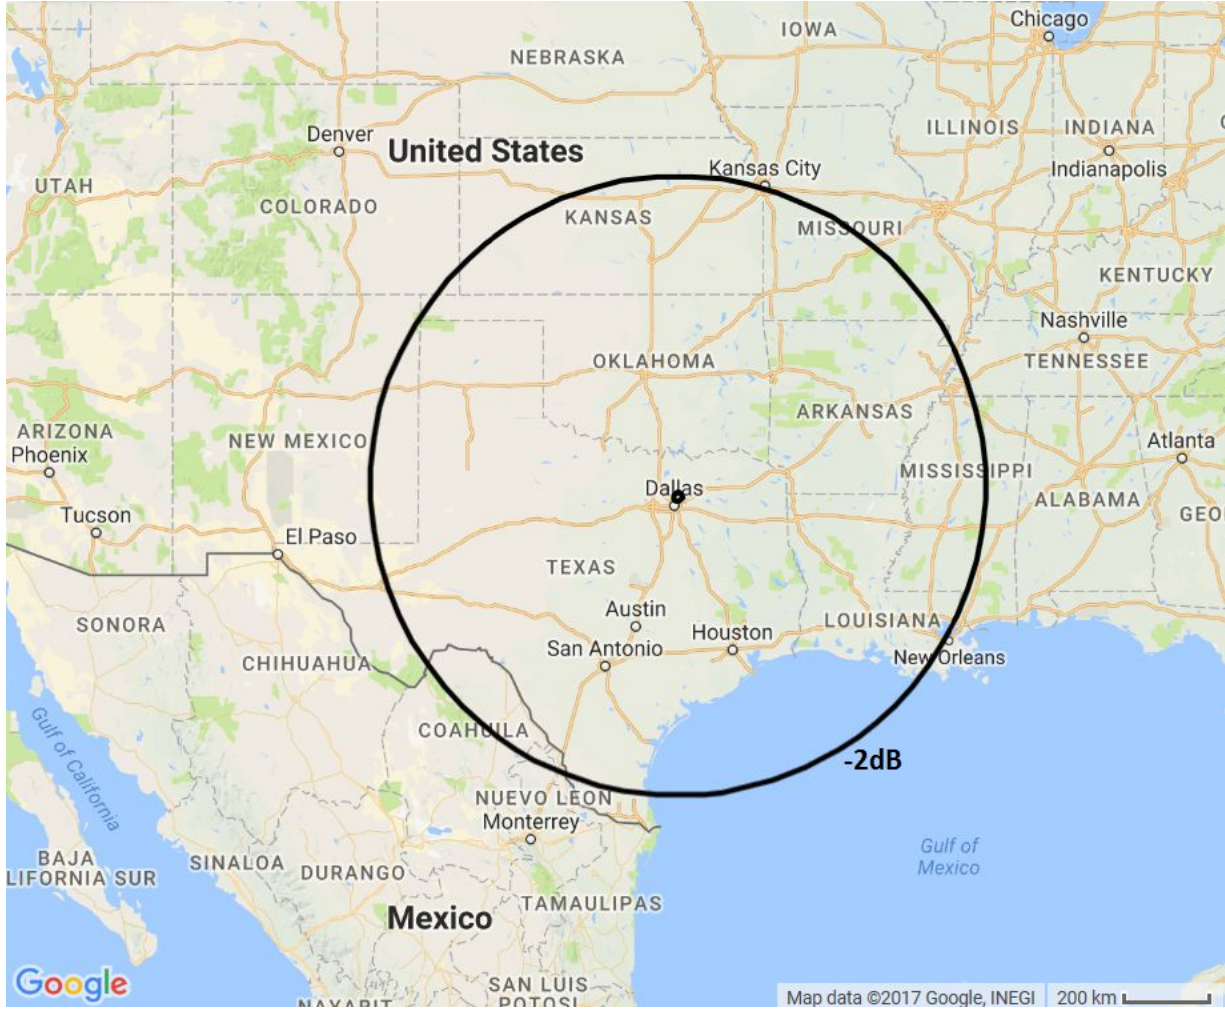 Chicago
IOWA
NEBRASKA
ILLINOIS
INDIANA
Denver
United States
Kansas City
Indianapolis
UTAH
COLORADO
KANSAS
MISSOURI
KENTUCKY
Nashville
OKLAHOMA
TENNESSEE
ARIZONA
NEW MEXICO
ARKANSAS
Phoenix
Atlanta
MISSISSIPPI
Dallas
ALABAMA
GEO
Tucson
El Paso
TEXAS
Austin
SONORA
LOUISIANA
Houston
San Antonio
New Orleans
CHIHUAHUA
COAHUILA
Gulf of California
-2dB
NUEVO LEON
Monterrey
Gulf of
Mexico
BAJA
LIFORNIA SUR
SINALOA
DURANGO
TAMAULIPAS
Mexico
SAN LUIS
POTOSI
NAYARIT
Google
Map data ©2017 Google, INEGI
200 km